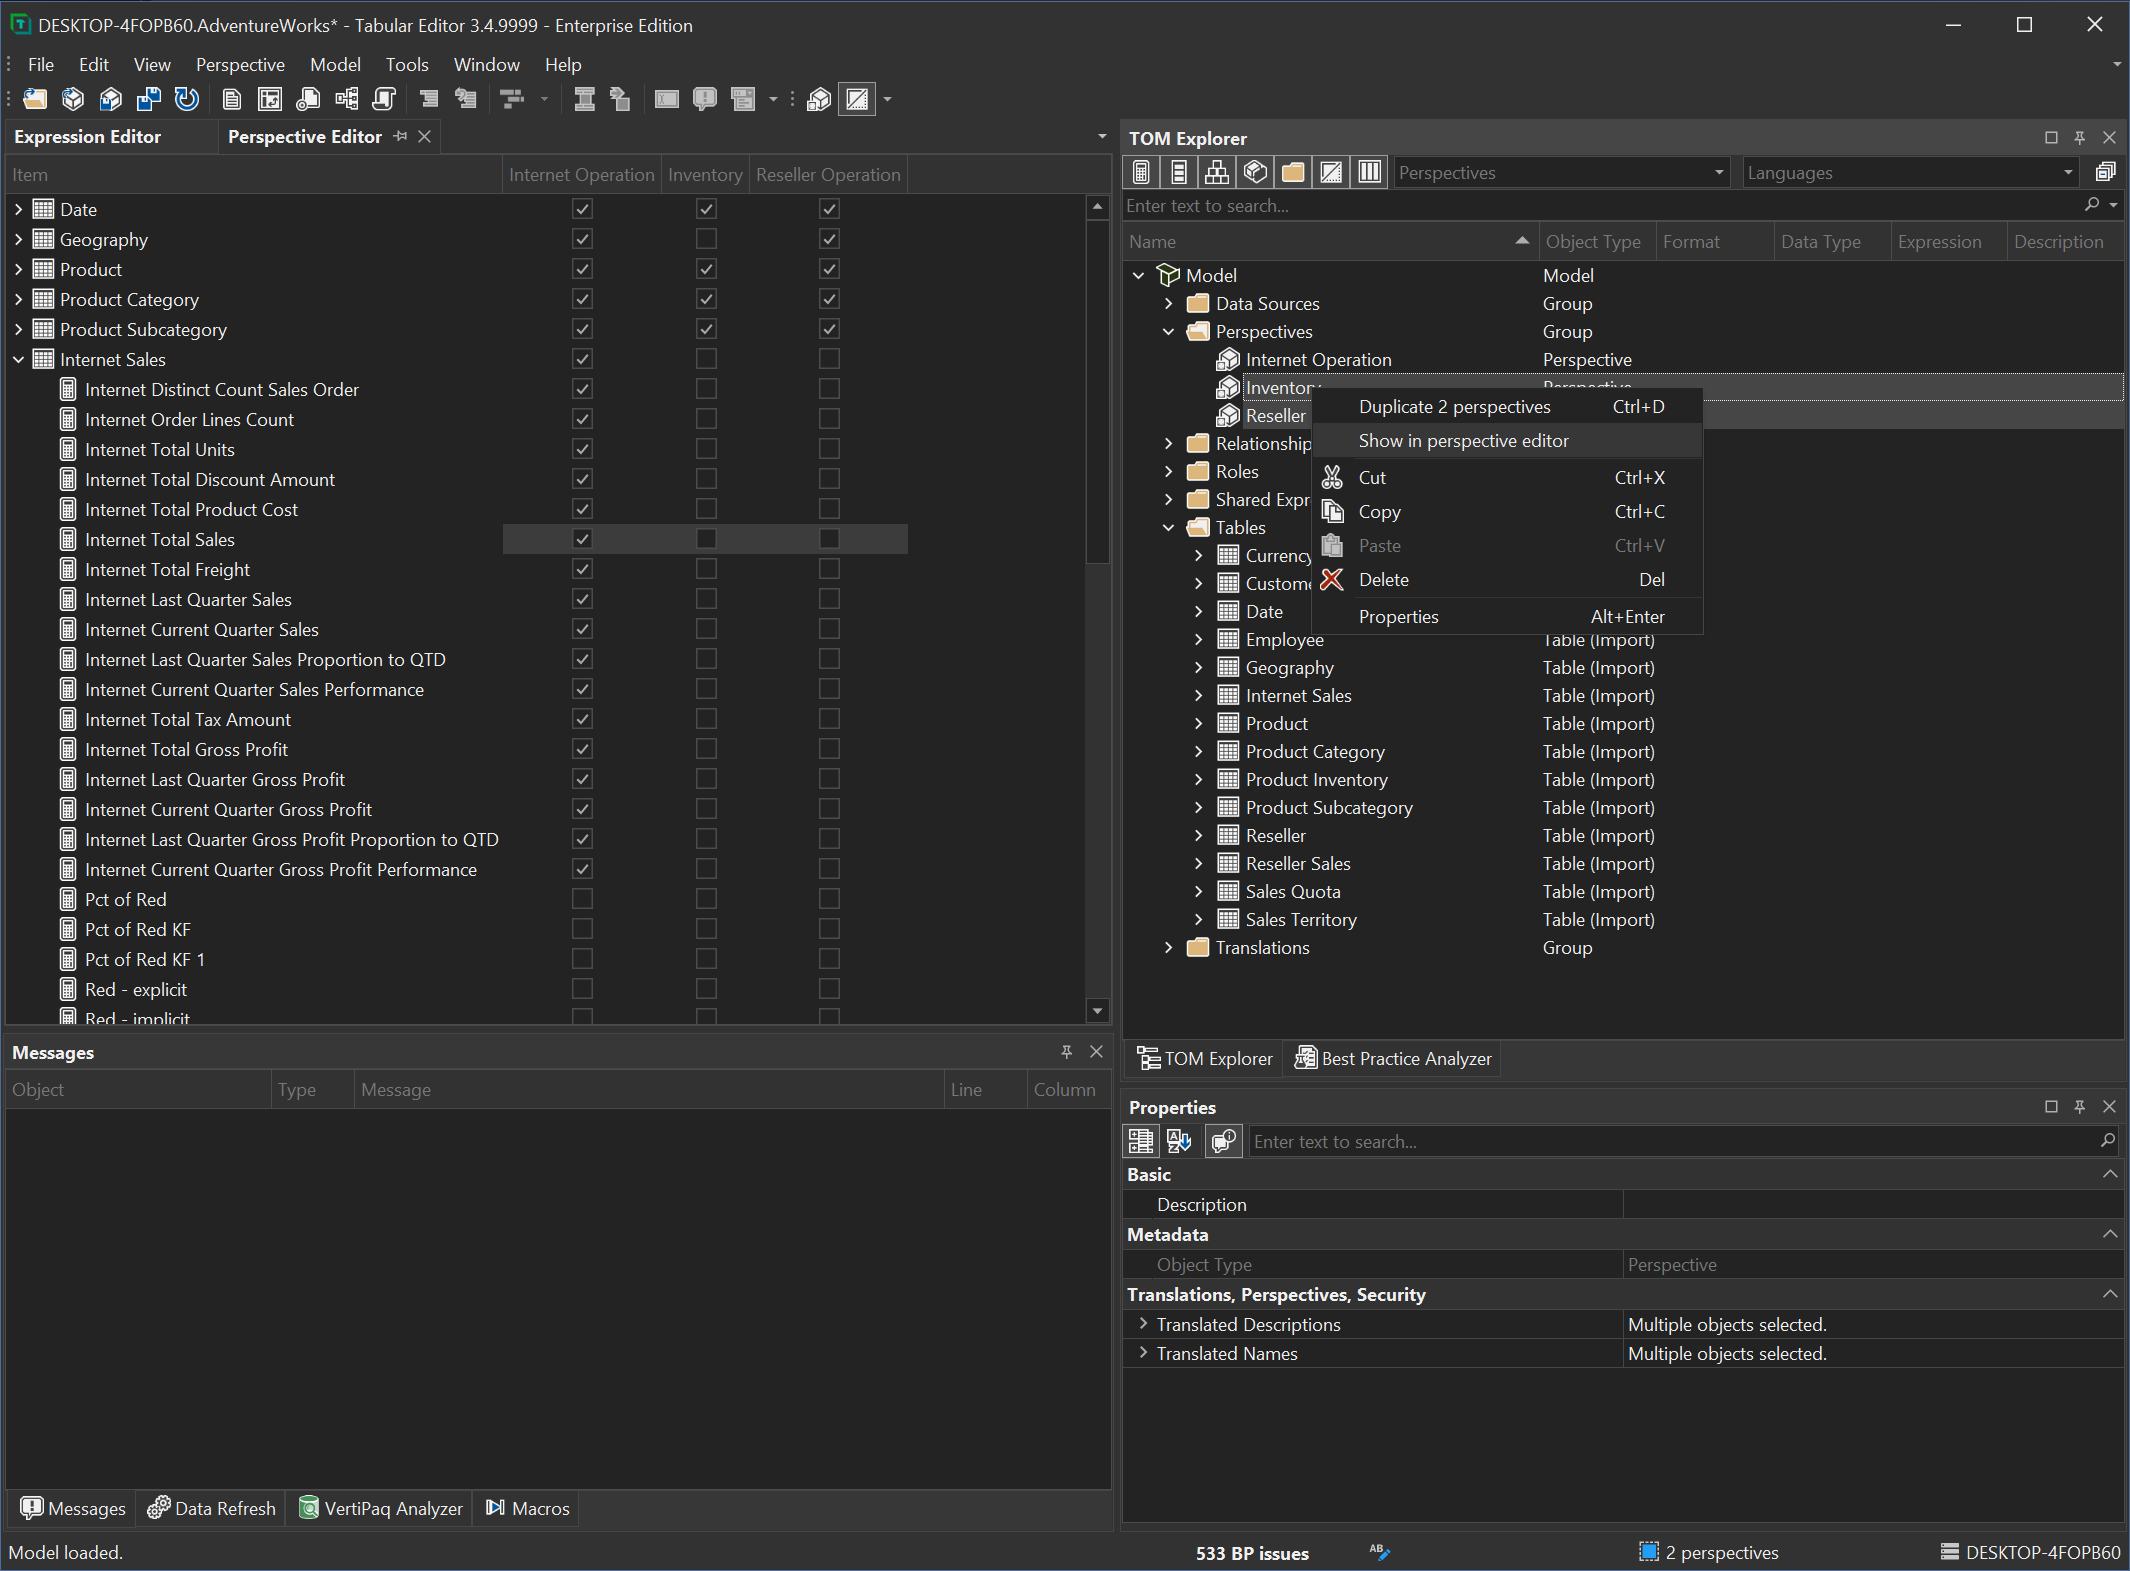 DESKTOP-4FOPB60.AdventureWorks* - Tabular Editor 3.4.9999 - Enterprise Edition
File Edit View Perspective Model Tools Window Help
Expression Editor Perspective Editor
Item Internet Operation Inventory Reseller Operation
Date
Geography
Product
Product Category
Product Subcategory
Internet Sales
Internet Distinct Count Sales Order
Internet Order Lines Count
Internet Total Units
Internet Total Discount Amount
Internet Total Product Cost
Internet Total Sales
Internet Total Freight
Internet Last Quarter Sales
Internet Current Quarter Sales
Internet Last Quarter Sales Proportion to QTD
Internet Current Quarter Sales Performance
Internet Total Tax Amount
Internet Total Gross Profit
Internet Last Quarter Gross Profit
Internet Current Quarter Gross Profit
Internet Last Quarter Gross Profit Proportion to QTD
Internet Current Quarter Gross Profit Performance
Pct of Red
Pct of Red KF
Pct of Red KF 1
Red - explicit
Red - implicit
Messages
Object Type Message Line Column
Messages Data Refresh VertiPaq Analyzer Macros
TOM Explorer
Perspectives Languages
Enter text to search...
Name Object Type Format Data Type Expression Description
Model Model
Data Sources Group
Perspectives Group
Internet Operation Perspective
Inventory Perspective
Reseller
Relationship
Roles
Shared Expr
Tables
Currency
Custome
Date
Employee Table (Import)
Geography Table (Import)
Internet Sales Table (Import)
Product Table (Import)
Product Category Table (Import)
Product Inventory Table (Import)
Product Subcategory Table (Import)
Reseller Table (Import)
Reseller Sales Table (Import)
Sales Quota Table (Import)
Sales Territory Table (Import)
Translations Group
Duplicate 2 perspectives Ctrl+D
Show in perspective editor
Cut Ctrl+X
Copy Ctrl+C
Paste Ctrl+V
Delete Del
Properties Alt+Enter
TOM Explorer Best Practice Analyzer
Properties
Enter text to search...
Basic
Description
Metadata
Object Type Perspective
Translations, Perspectives, Security
Translated Descriptions Multiple objects selected.
Translated Names Multiple objects selected.
Model loaded. 533 BP issues 2 perspectives DESKTOP-4FOPB60